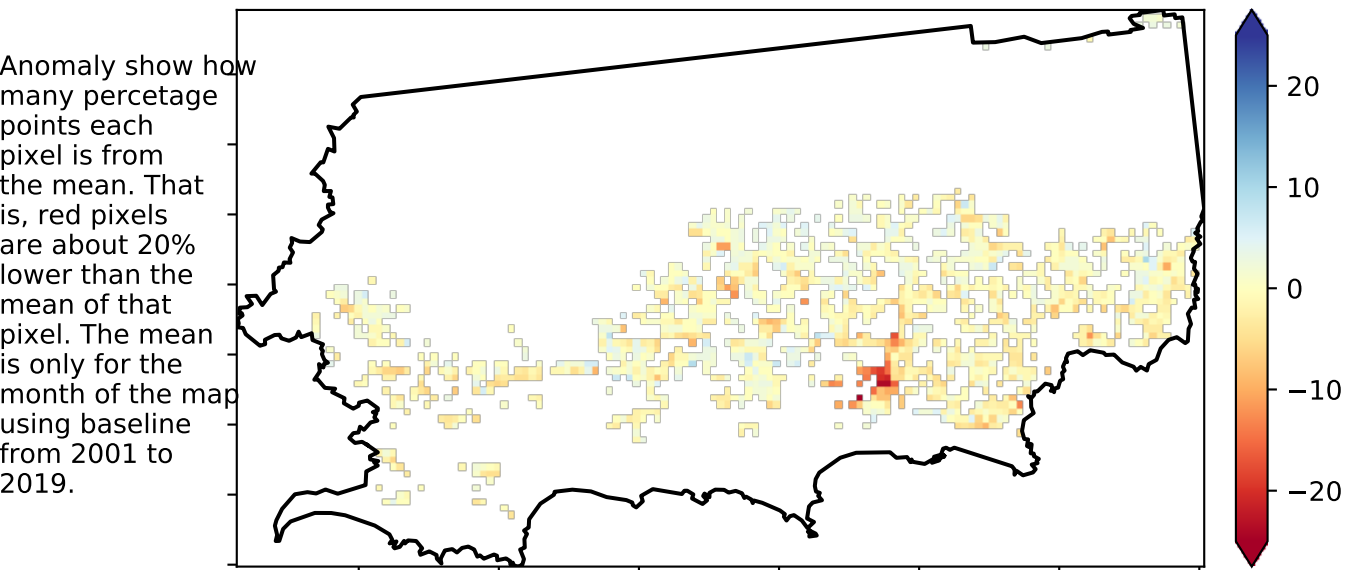 Anomaly show how
many percetage
points each
pixel is from
the mean. That
is, red pixels
are about 20%
lower than the
mean of that
pixel. The mean
is only for the
month of the map
using baseline
from 2001 to
2019.
20
10
0
−10
−20